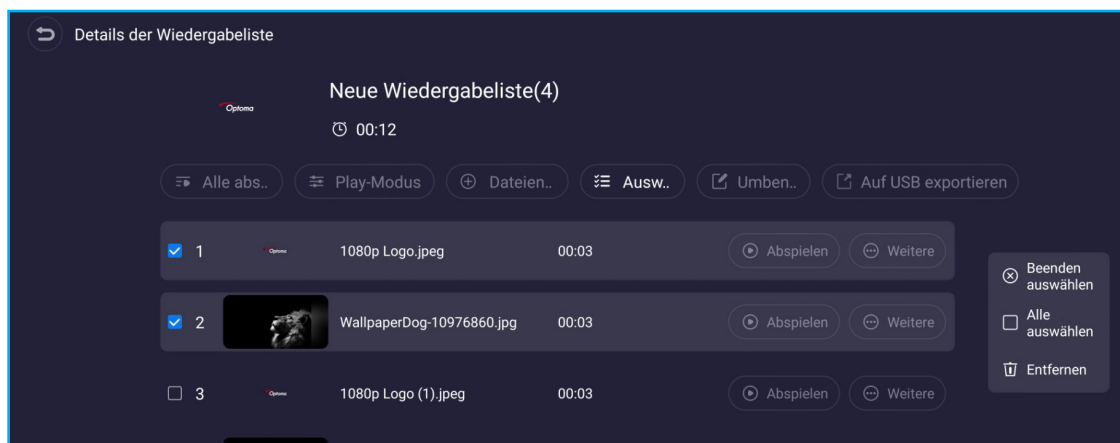 Details der Wiedergabeliste
Optoma
Neue Wiedergabeliste(4)
00:12
Alle abs.. Play-Modus Dateien.. Ausw.. Umben.. Auf USB exportieren
1 Optoma 1080p Logo.jpeg 00:03 Abspielen Weitere
2 WallpaperDog-10976860.jpg 00:03 Abspielen Weitere
3 Optoma 1080p Logo (1).jpeg 00:03 Abspielen Weitere
Beenden
auswählen
Alle
auswählen
Entfernen